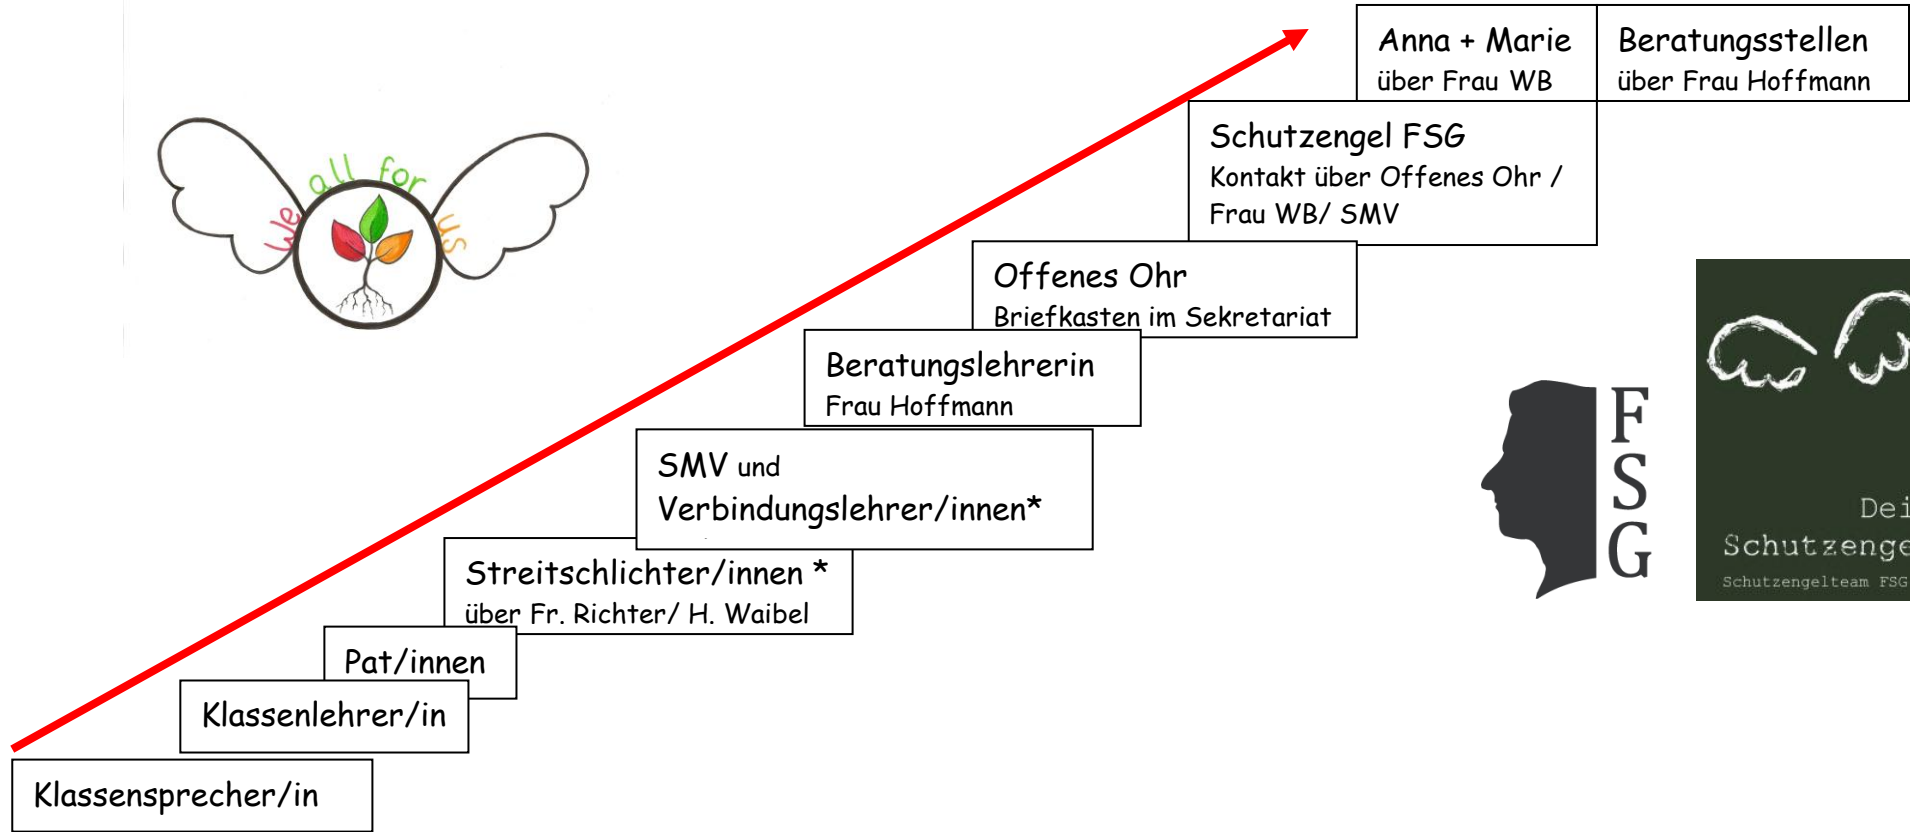 Anna + Marie
über Frau WB
Beratungsstellen
über Frau Hoffmann
we all for us
Schutzengel FSG
Kontakt über Offenes Ohr /
Frau WB/ SMV
Offenes Ohr
Briefkasten im Sekretariat
Beratungslehrerin
Frau Hoffmann
F
S
G
Dei
Schutzenge
Schutzengelteam FSG
SMV und
Verbindungslehrer/innen*
Streitschlichter/innen *
über Fr. Richter/ H. Waibel
Pat/innen
Klassenlehrer/in
Klassensprecher/in